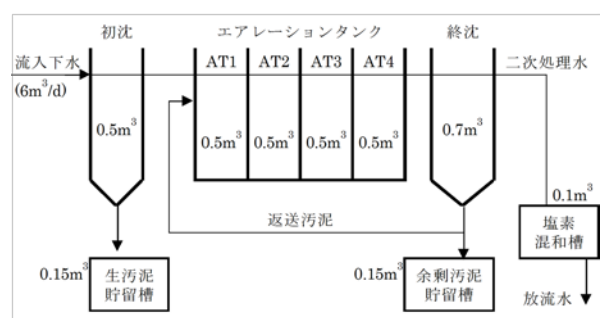 初沈
エアレーションタンク
終沈
流入下水
(6m³/d)
AT1
AT2
AT3
AT4
二次処理水
0.5m³
0.5m³
0.5m³
0.5m³
0.5m³
0.7m³
返送汚泥
0.1m³
塩素
混和槽
0.15m³
生汚泥
貯留槽
0.15m³
余剰汚泥
貯留槽
放流水